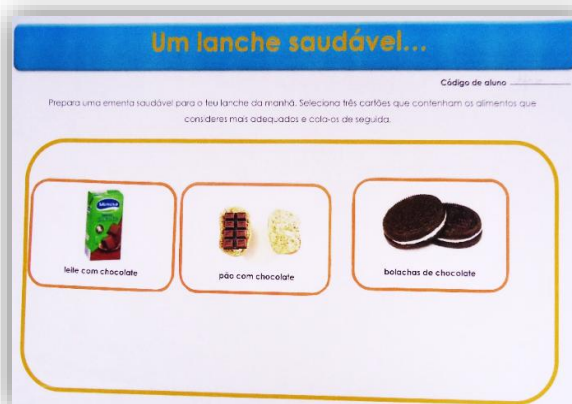 Um lanche saudável...
Código de aluno
Prepara uma ementa saudável para o teu lanche da manhã. Seleciona três cartões que contenham os alimentos que
consideres mais adequados e cola-os de seguida.
Mimosa
leite com chocolate
pão com chocolate
bolachas de chocolate